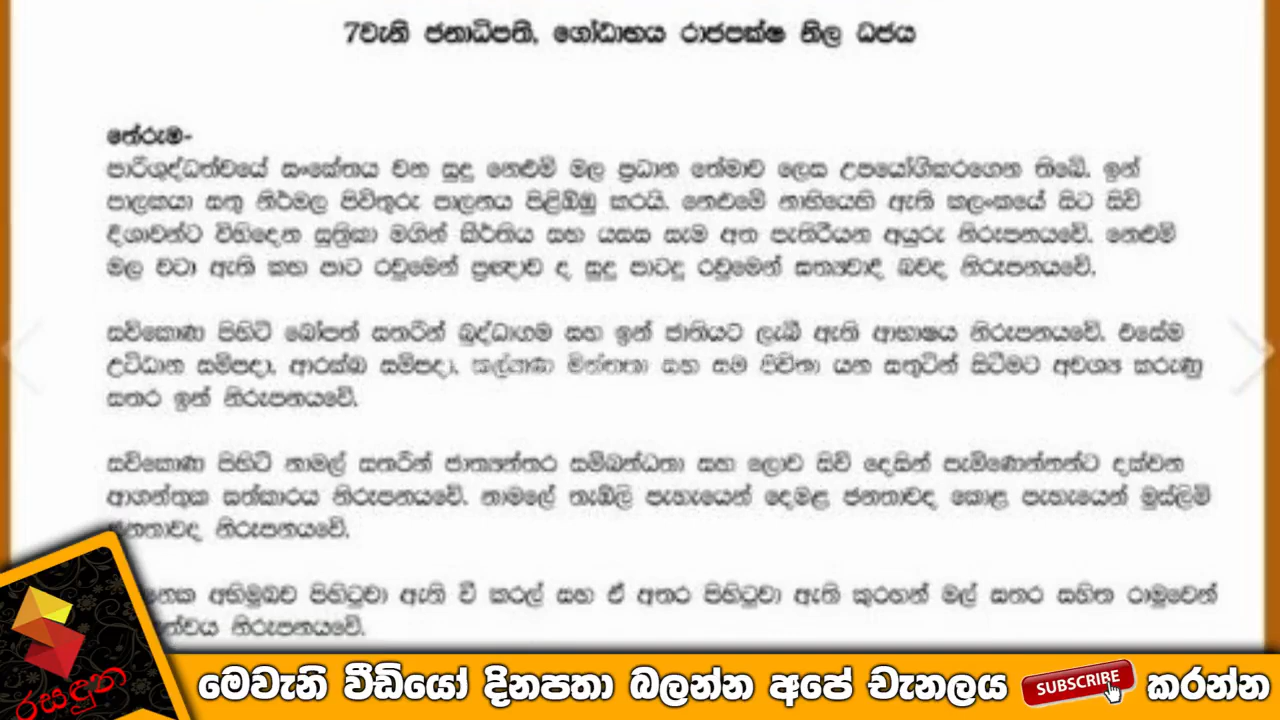 7වැනි ජනාධිපති, ගෝඨාභය රාජපක්ෂ නිල ධජය
තේරුම-
පාරිශුද්ධත්වයේ සංකේතය වන සුදු නෙළුම් මල ප්‍රධාන තේමාව ලෙස උපයෝගිකරගෙන තිබේ. ඉන්
පාලකයා සතු නිර්මල පිවිතුරු පාලනය පිළිඹිඹු කරයි. නෙළුමේ නාභියෙහි ඇති කලංකයේ සිට සිව්
දිශාවන්ට විහිදෙන සුත්‍රිකා මගින් කීර්තිය සහ යසස සැම අත පැතිරියන අයුරු නිරූපනයවේ. නෙළුම්
මල වටා ඇති කහ පාට රවුමෙන් ප්‍රඥාව ද සුදු පාටදු රවුමෙන් සත්‍යවාදී බවද නිරූපනයවේ.
සව්කොණ පිහිටි බෝපත් සතරින් බුද්ධාගම සහ ඉන් ජාතියට ලැබී ඇති ආභාෂය නිරූපනයවේ. එසේම
උට්ඨාන සම්පදා, ආරක්ඛ සම්පදා, කල්යාණ මිත්තතා සහ සම ජිවිතා යන සතුටින් සිටීමට අවශ්‍ය කරුණු
සතර ඉන් නිරූපනයවේ.
සව්කොණ පිහිටි නාමල් සතරින් ජාත්‍යන්තර සම්බන්ධතා සහ ලොව සිව් දෙසින් පැමිණෙන්නන්ට දක්වන
ආගන්තුක සත්කාරය නිරූපනයවේ. නාමලේ තැඹිලි පැහැයෙන් දෙමළ ජනතාවද කොළ පැහැයෙන් මුස්ලිම්
ජනතාවද නිරූපනයවේ.
අභිමුඛව පිහිටුවා ඇති වී කරල් සහ ඒ අතර පිහිටුවා ඇති කුරහන් මල් සතර සහිත රාමුවෙන්
නිරූපනයවේ.
රසඳුන
මෙවැනි වීඩියෝ දිනපතා බලන්න අපේ චැනලය SUBSCRIBE කරන්න